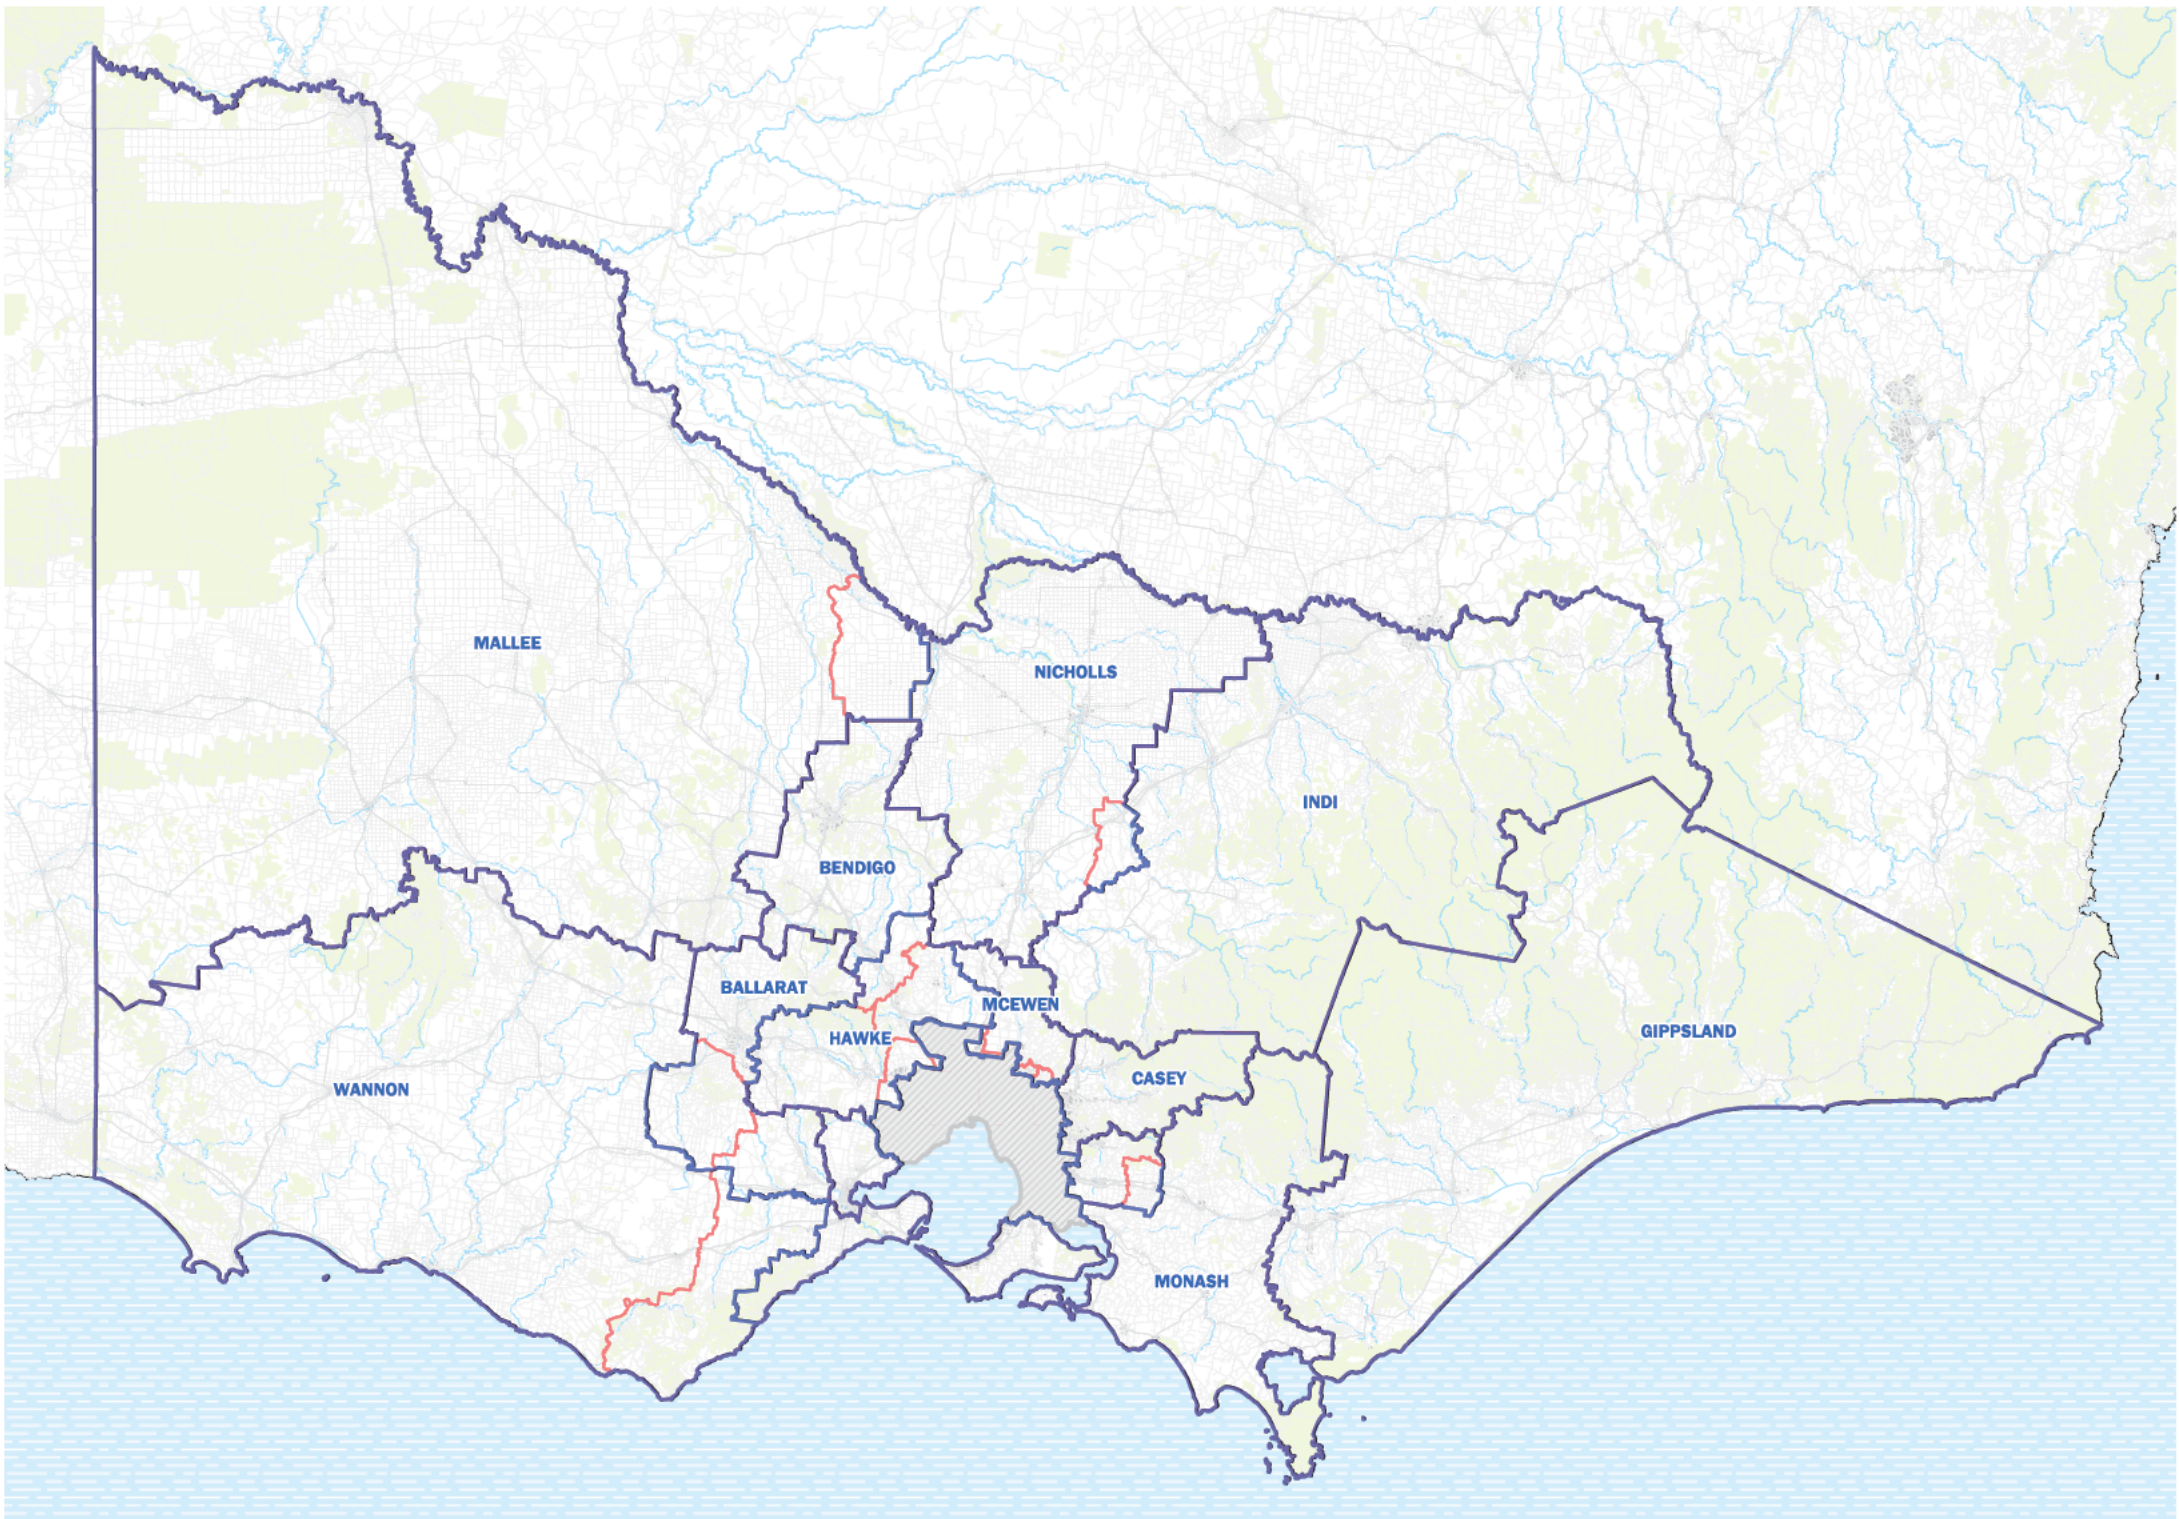 MALLEE
NICHOLLS
INDI
BENDIGO
BALLARAT
MCEWEN
HAWKE
GIPPSLAND
CASEY
WANNON
MONASH